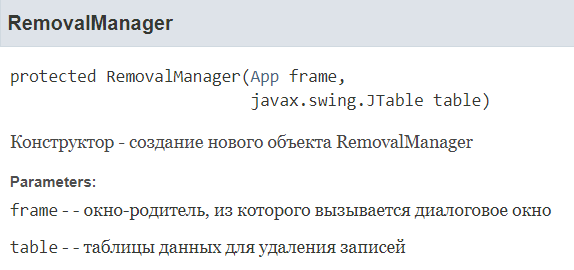 RemovalManager
protected RemovalManager(App frame,
javax.swing.JTable table)
Конструктор - создание нового объекта RemovalManager
Parameters:
frame - - окно-родитель, из которого вызывается диалоговое окно
table - - таблицы данных для удаления записей